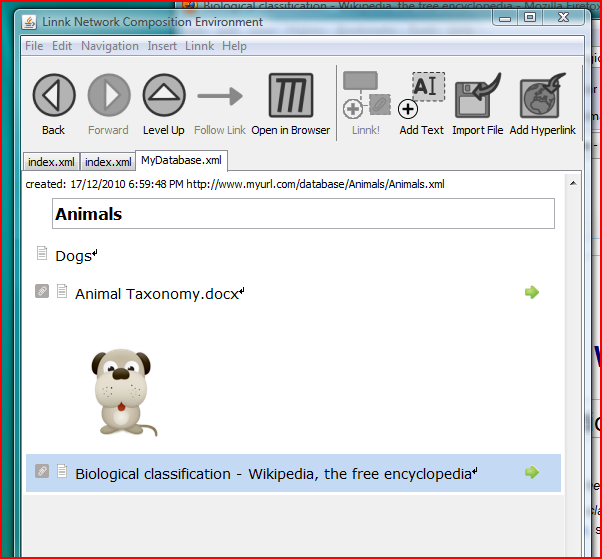 Biological classification - Wikipedia, the free encyclopedia - Mozilla Firefox
Linnk Network Composition Environment
File Edit Navigation Insert Linnk Help
Back Forward Level Up Follow Link Open in Browser Linnk! Add Text Import File Add Hyperlink
index.xml index.xml MyDatabase.xml
created: 17/12/2010 6:59:48 PM http://www.myurl.com/database/Animals/Animals.xml
Animals
Dogs
Animal Taxonomy.docx
Biological classification - Wikipedia, the free encyclopedia